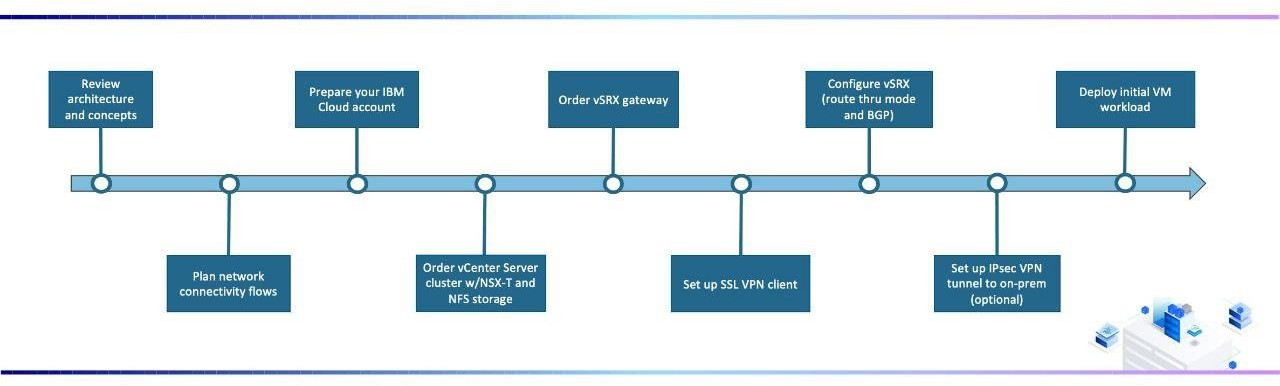 Review
architecture
and concepts
Plan network
connectivity flows
Prepare your IBM
Cloud account
Order vCenter Server
cluster w/NSX-T and
NFS storage
Order vSRX gateway
Set up SSL VPN client
Configure vSRX
(route thru mode
and BGP)
Set up IPsec VPN
tunnel to on-prem
(optional)
Deploy initial VM
workload